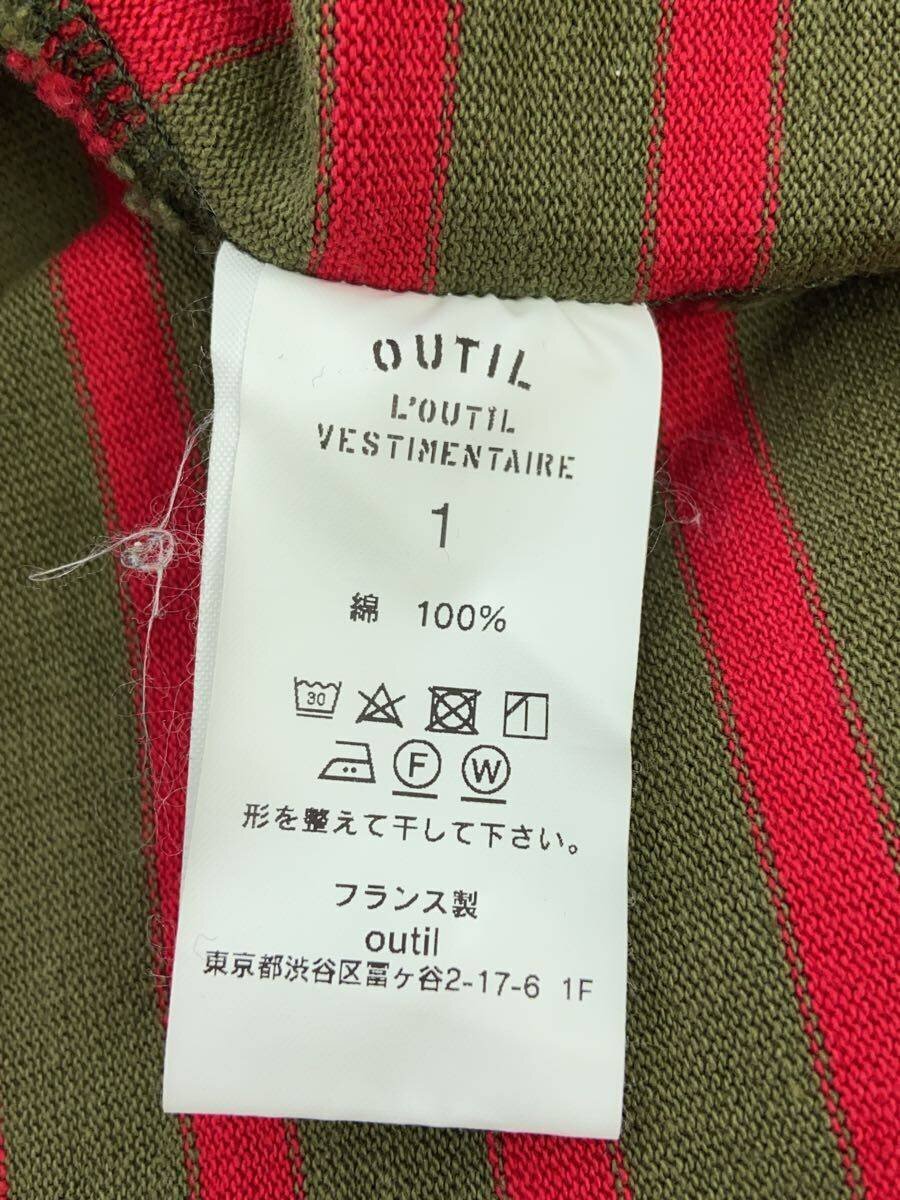 OUTIL
L'OUTIL
VESTIMENTAIRE
1
綿 100%
30
F W
形を整えて干して下さい。
フランス製
outil
東京都渋谷区富ヶ谷2-17-6 1F